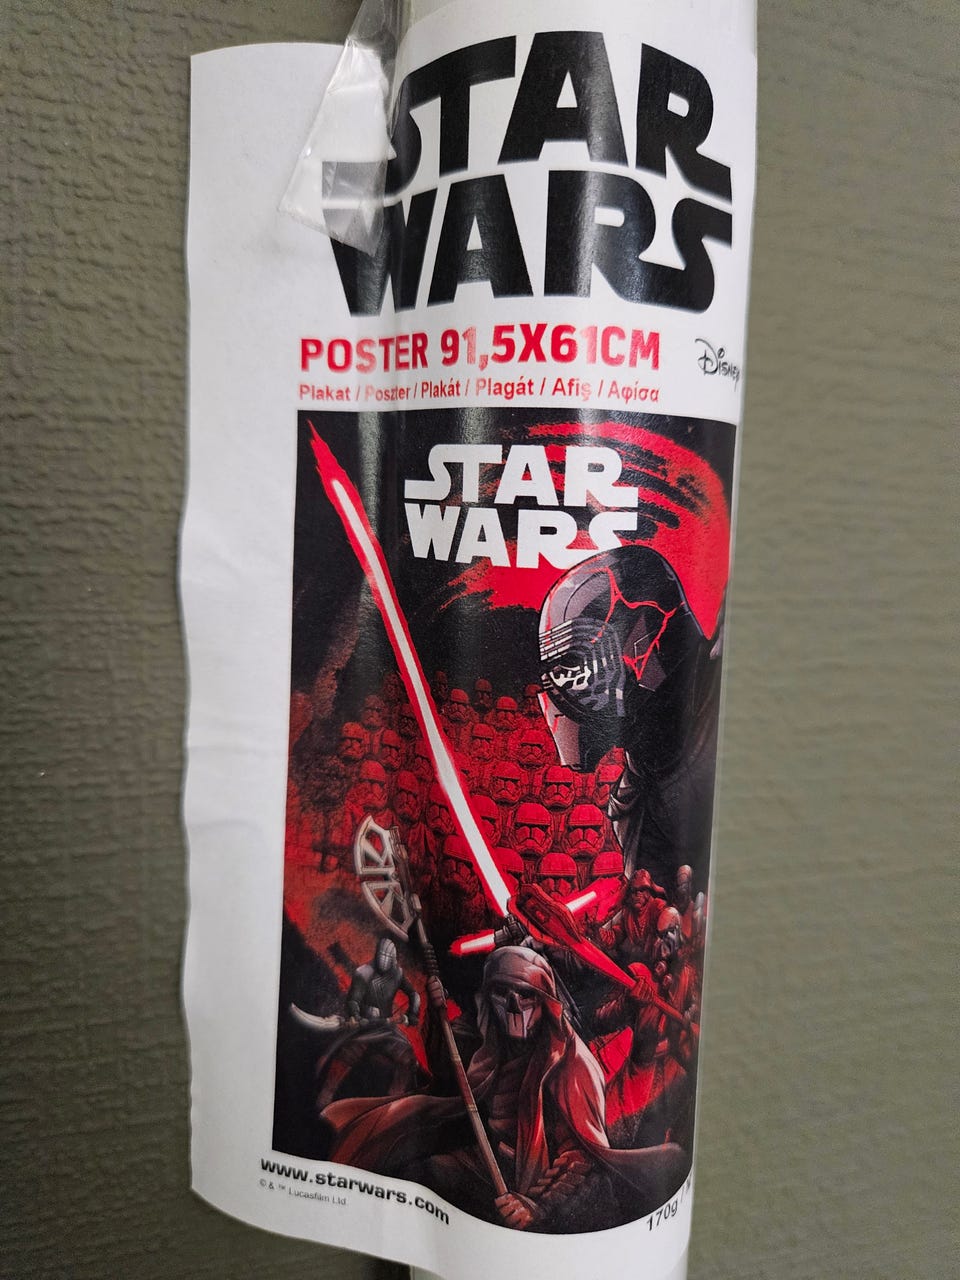 STAR
WARS
POSTER 91,5X61CM
Disney
Plakat / Poszter / Plakát / Plagát / Afiş / Αφίσα
STAR
WARS
www.starwars.com
© & ™ Lucasfilm Ltd
170g /